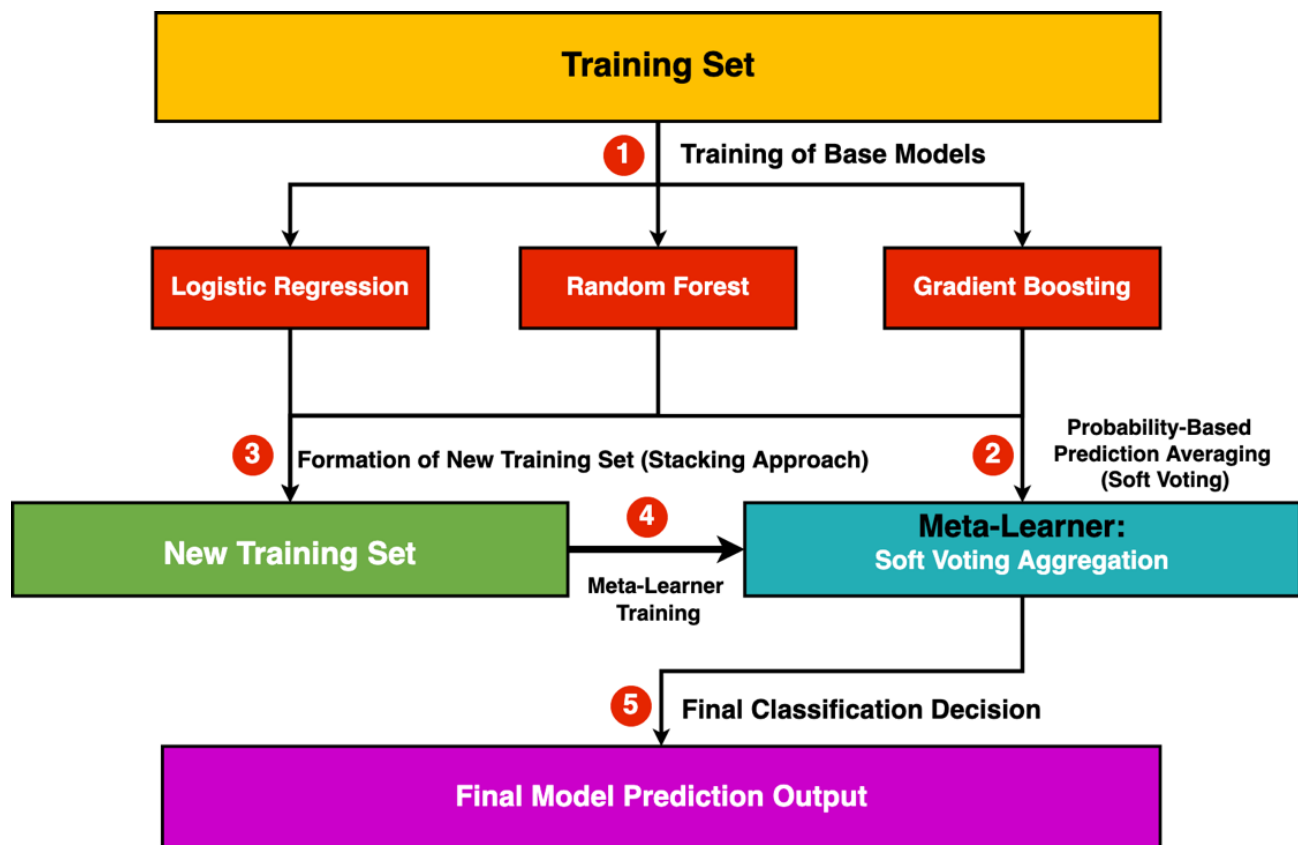 Training Set
1
Training of Base Models
Logistic Regression
Random Forest
Gradient Boosting
3
Formation of New Training Set (Stacking Approach)
2
Probability-Based
Prediction Averaging
(Soft Voting)
New Training Set
4
Meta-Learner
Training
Meta-Learner:
Soft Voting Aggregation
5
Final Classification Decision
Final Model Prediction Output